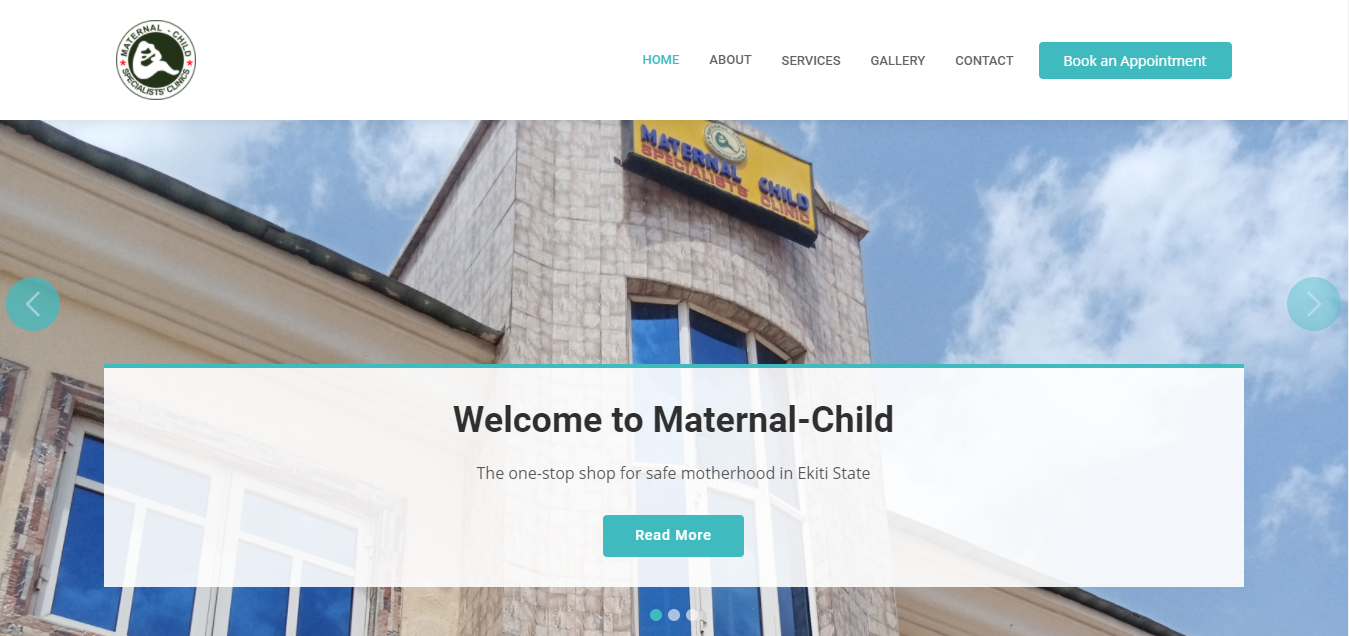 MATERNAL - CHILD
SPECIALISTS' CLINICS
HOME
ABOUT
SERVICES
GALLERY
CONTACT
Book an Appointment
MATERNAL CHILD
SPECIALISTS CLINIC
Welcome to Maternal-Child
The one-stop shop for safe motherhood in Ekiti State
Read More